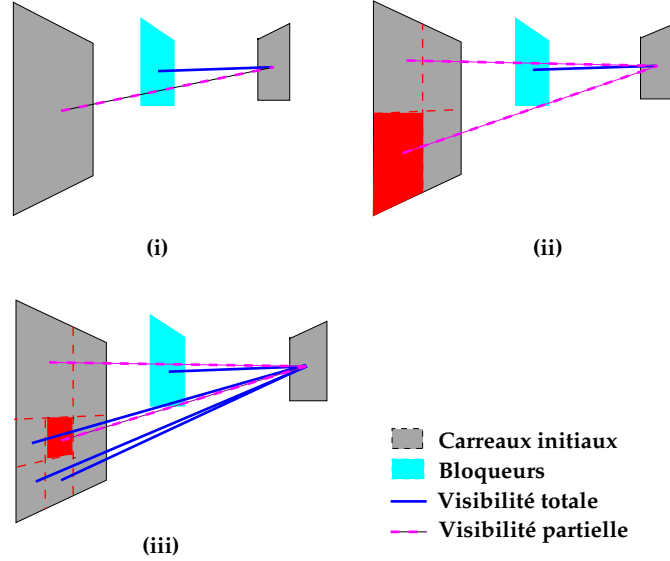 (i)
(ii)
(iii)
Carreaux initiaux
Bloqueurs
Visibilité totale
Visibilité partielle